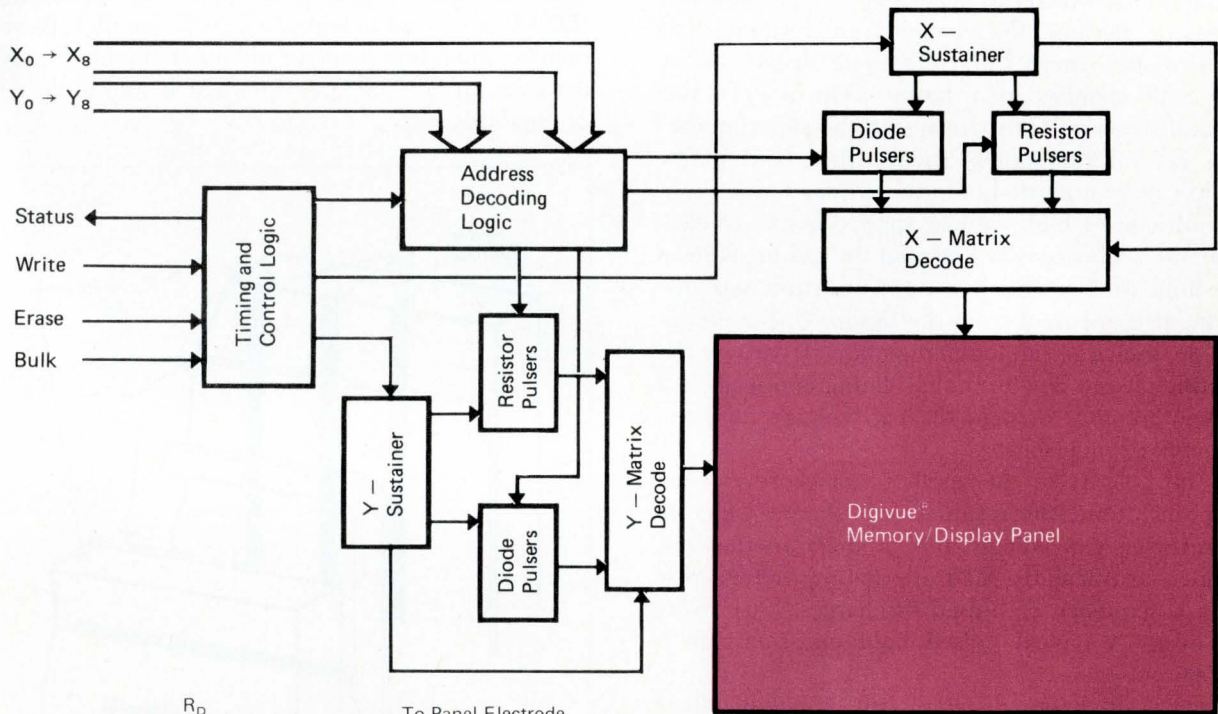 X₀ → X₈
Y₀ → Y₈
Status
Write
Erase
Bulk
Timing and
Control Logic
Address
Decoding
Logic
X –
Sustainer
Diode
Pulsers
Resistor
Pulsers
X – Matrix
Decode
Resistor
Pulsers
Y –
Sustainer
Diode
Pulsers
Y – Matrix
Decode
Digivue®
Memory/Display Panel
R_D
To Panel Electrode